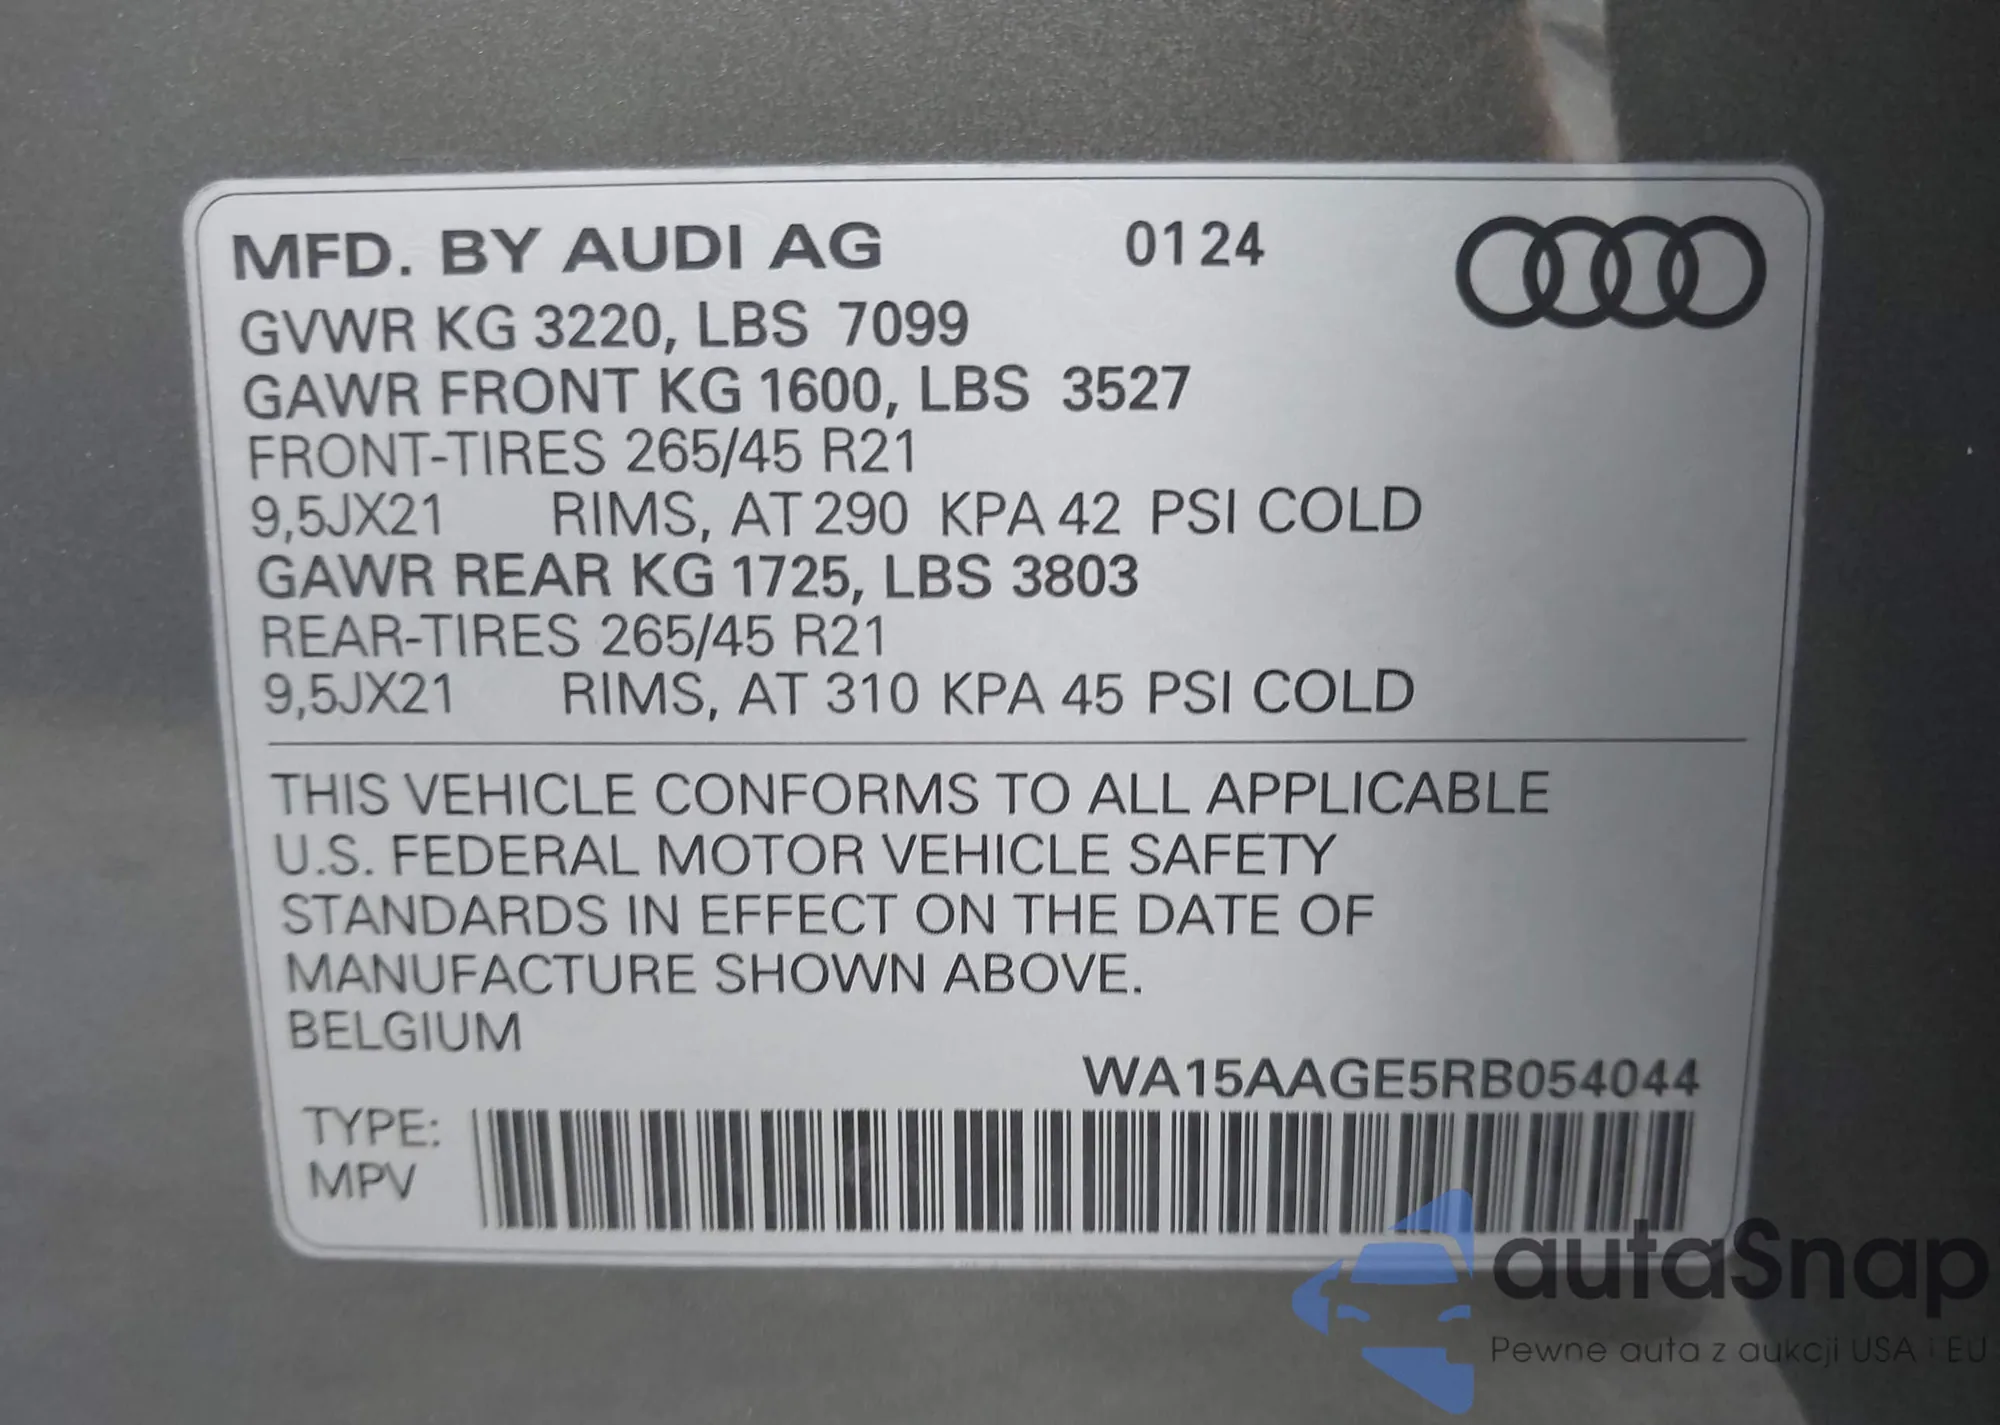 MFD. BY AUDI AG 0124
GVWR KG 3220, LBS 7099
GAWR FRONT KG 1600, LBS 3527
FRONT-TIRES 265/45 R21
9,5JX21 RIMS, AT 290 KPA 42 PSI COLD
GAWR REAR KG 1725, LBS 3803
REAR-TIRES 265/45 R21
9,5JX21 RIMS, AT 310 KPA 45 PSI COLD
THIS VEHICLE CONFORMS TO ALL APPLICABLE
U.S. FEDERAL MOTOR VEHICLE SAFETY
STANDARDS IN EFFECT ON THE DATE OF
MANUFACTURE SHOWN ABOVE.
BELGIUM
WA15AAGE5RB054044
TYPE:
MPV
autaSnap
Pewne auta z aukcji USA i EU